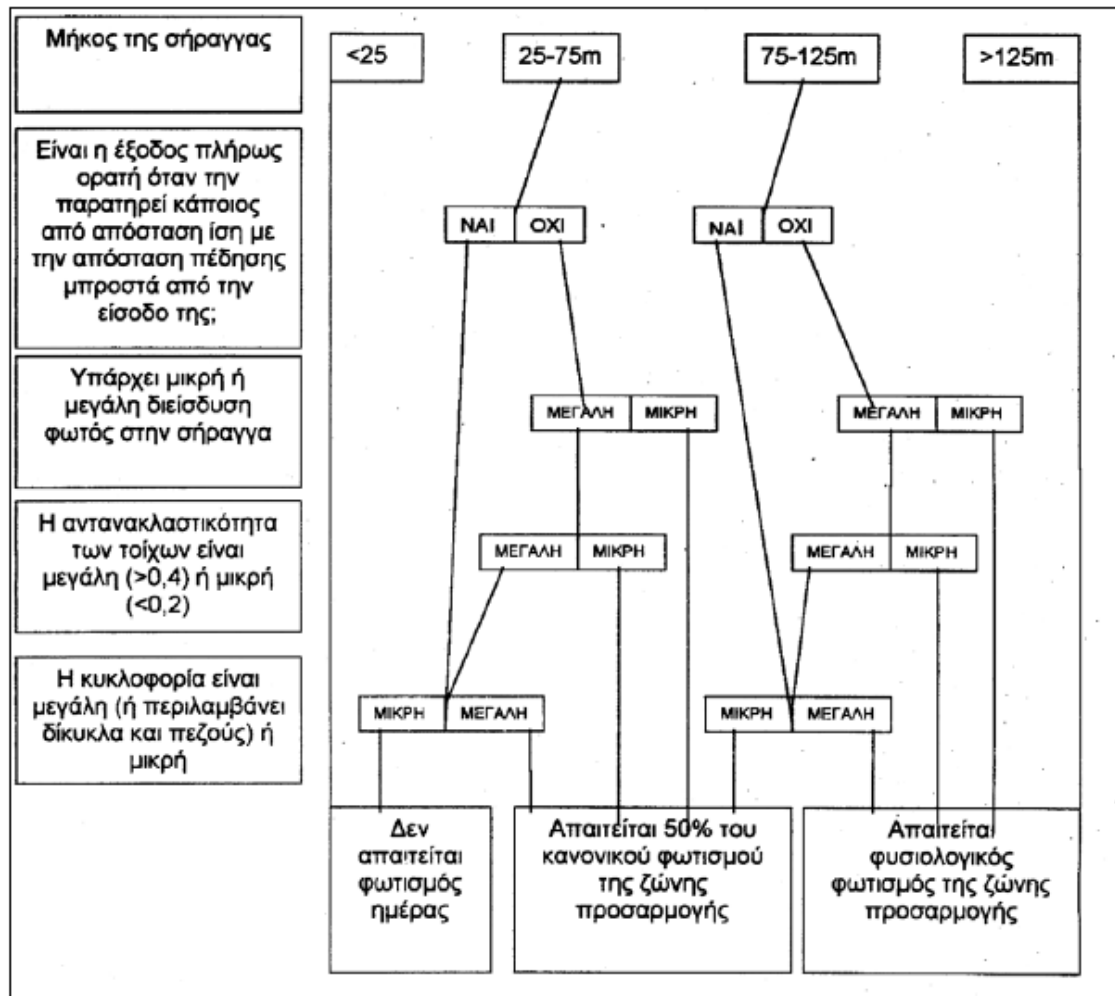 Μήκος της σήραγγας
<25
25-75m
75-125m
>125m
Είναι η έξοδος πλήρως
ορατή όταν την
παρατηρεί κάποιος
από απόσταση ίση με
την απόσταση πέδησης
μπροστά από την
είσοδο της;
ΝΑΙ ΟΧΙ
ΝΑΙ ΟΧΙ
Υπάρχει μικρή ή
μεγάλη διείσδυση
φωτός στην σήραγγα
ΜΕΓΑΛΗ ΜΙΚΡΗ
ΜΕΓΑΛΗ ΜΙΚΡΗ
Η αντανακλαστικότητα
των τοίχων είναι
μεγάλη (>0,4) ή μικρή
(<0,2)
ΜΕΓΑΛΗ ΜΙΚΡΗ
ΜΕΓΑΛΗ ΜΙΚΡΗ
Η κυκλοφορία είναι
μεγάλη (ή περιλαμβάνει
δίκυκλα και πεζούς) ή
μικρή
ΜΙΚΡΗ ΜΕΓΑΛΗ
ΜΙΚΡΗ ΜΕΓΑΛΗ
Δεν
απαιτείται
φωτισμός
ημέρας
Απαιτείται 50% του
κανονικού φωτισμού
της ζώνης
προσαρμογής
Απαιτείται
φυσιολογικός
φωτισμός της ζώνης
προσαρμογής